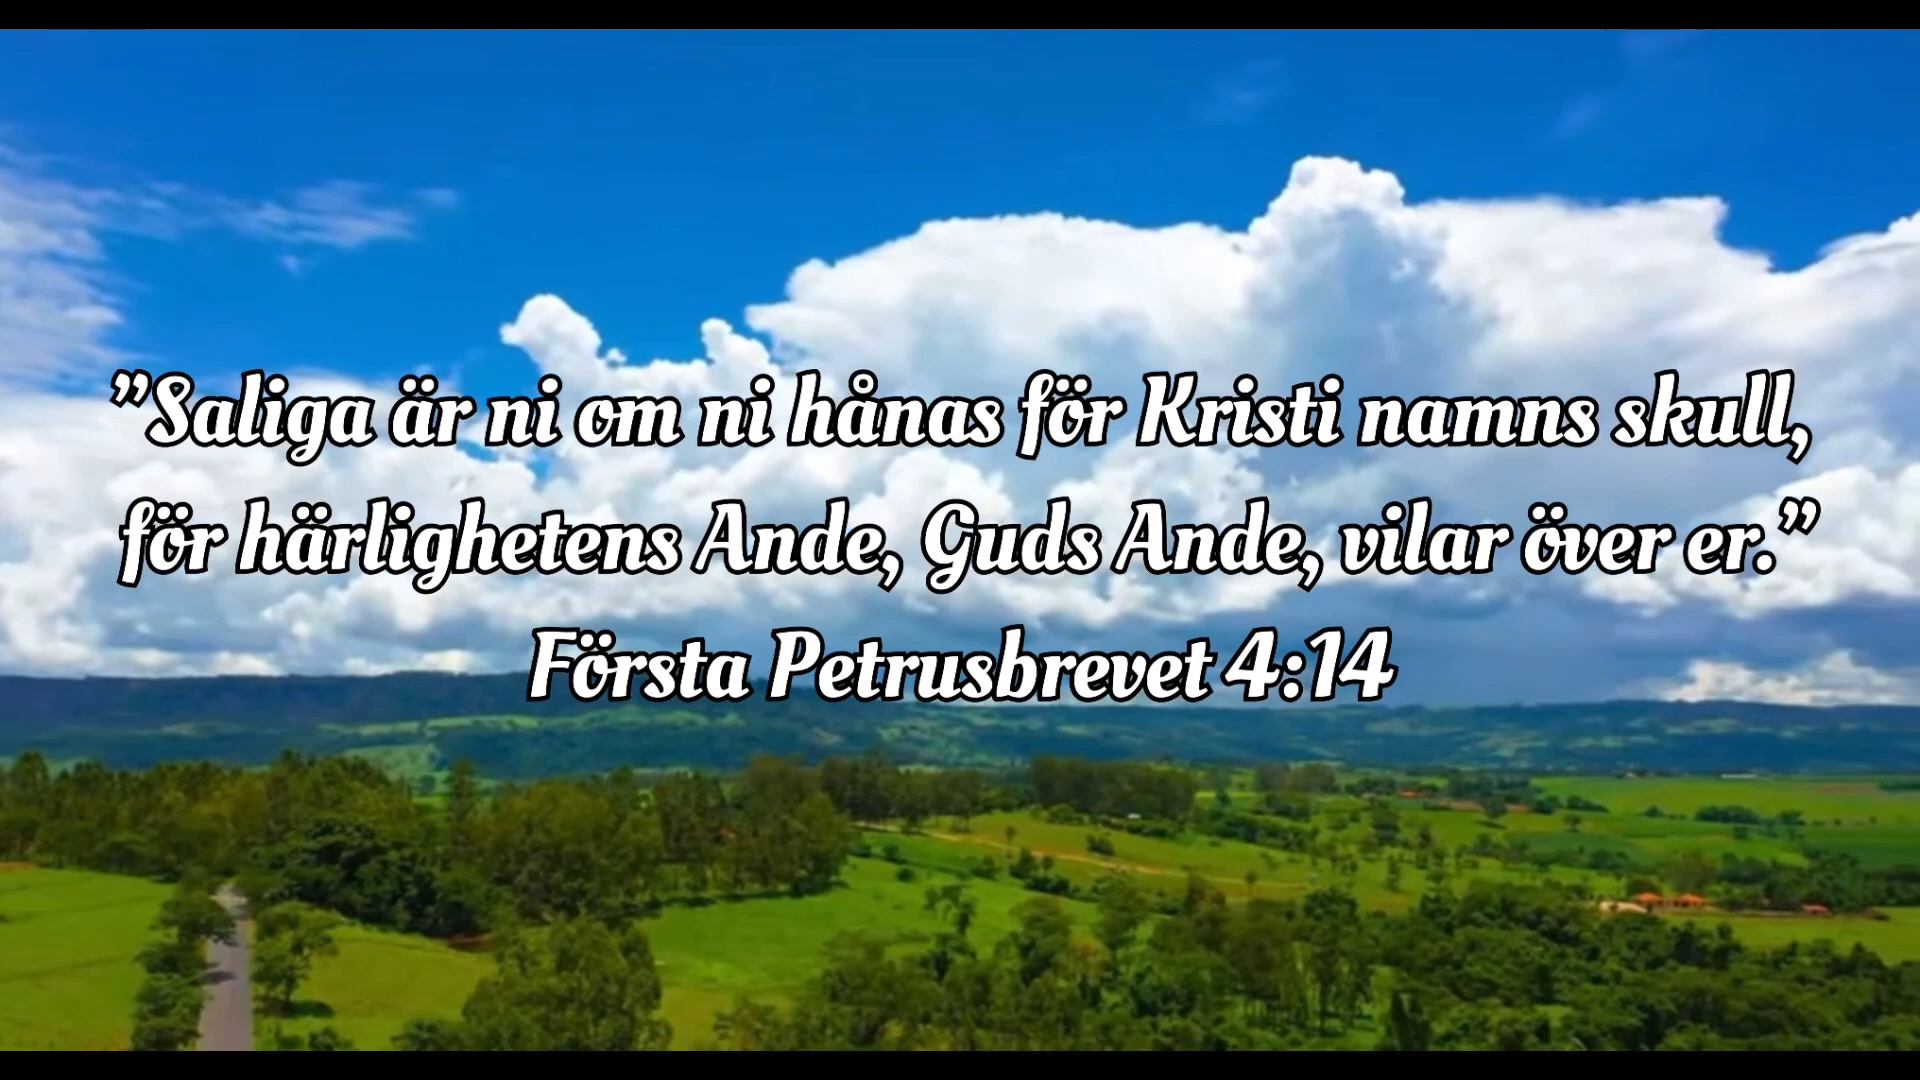 ”Saliga är ni om ni hånas för Kristi namns skull,
för härlighetens Ande, Guds Ande, vilar över er.”
Första Petrusbrevet 4:14